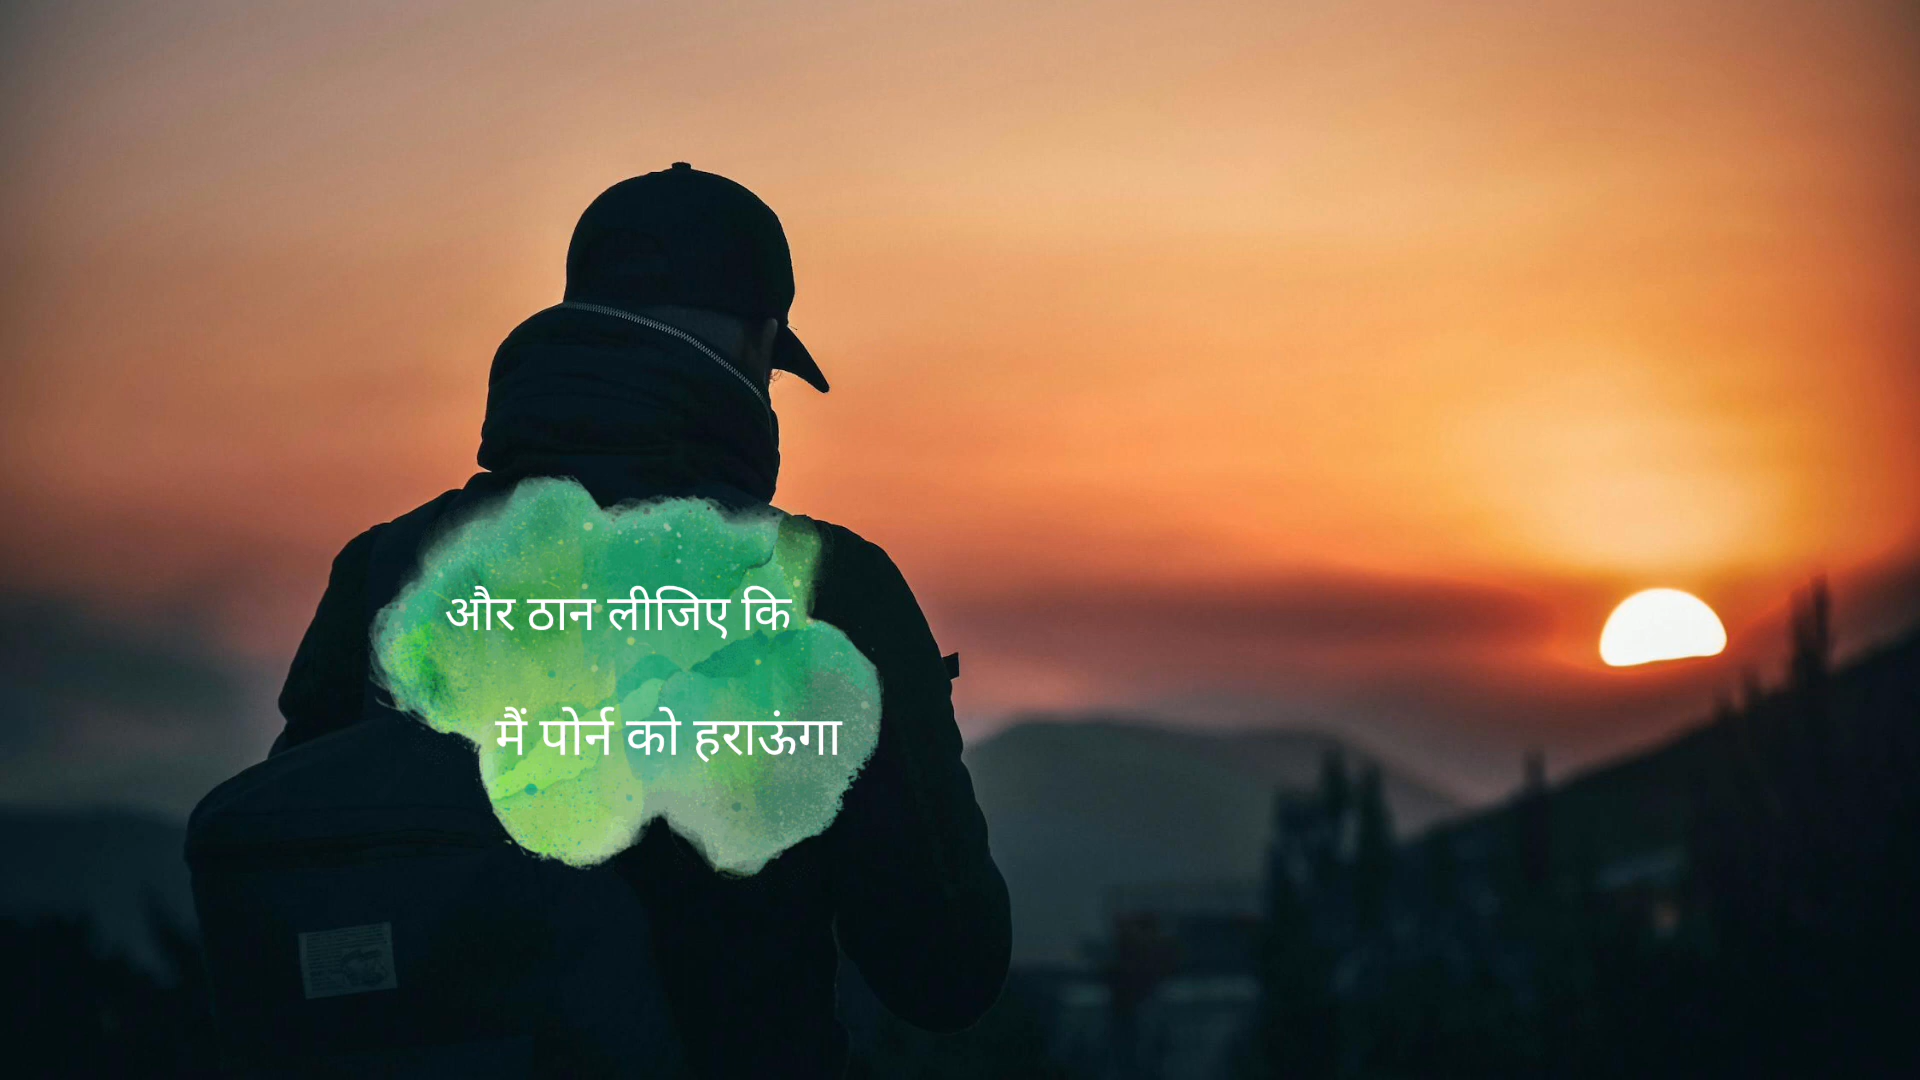 और ठान लीजिए कि
मैं पोर्न को हराऊंगा